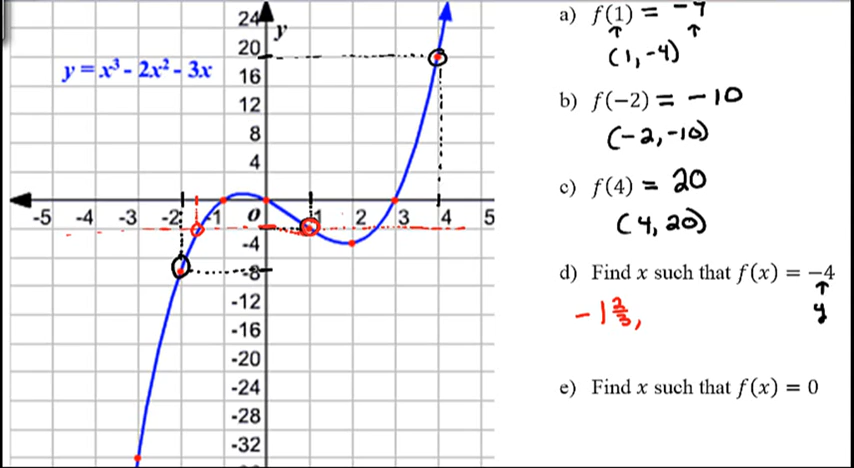 24 y
20
y = x³ - 2x² - 3x
16
12
8
4
-5 -4 -3 -2 -1 0 1 2 3 4 5
-4
-8
-12
-16
-20
-24
-28
-32
a) f(1) = -4
(1, -4)
b) f(-2) = -10
(-2, -10)
c) f(4) = 20
(4, 20)
d) Find x such that f(x) = -4
-1 2/3,
y
e) Find x such that f(x) = 0